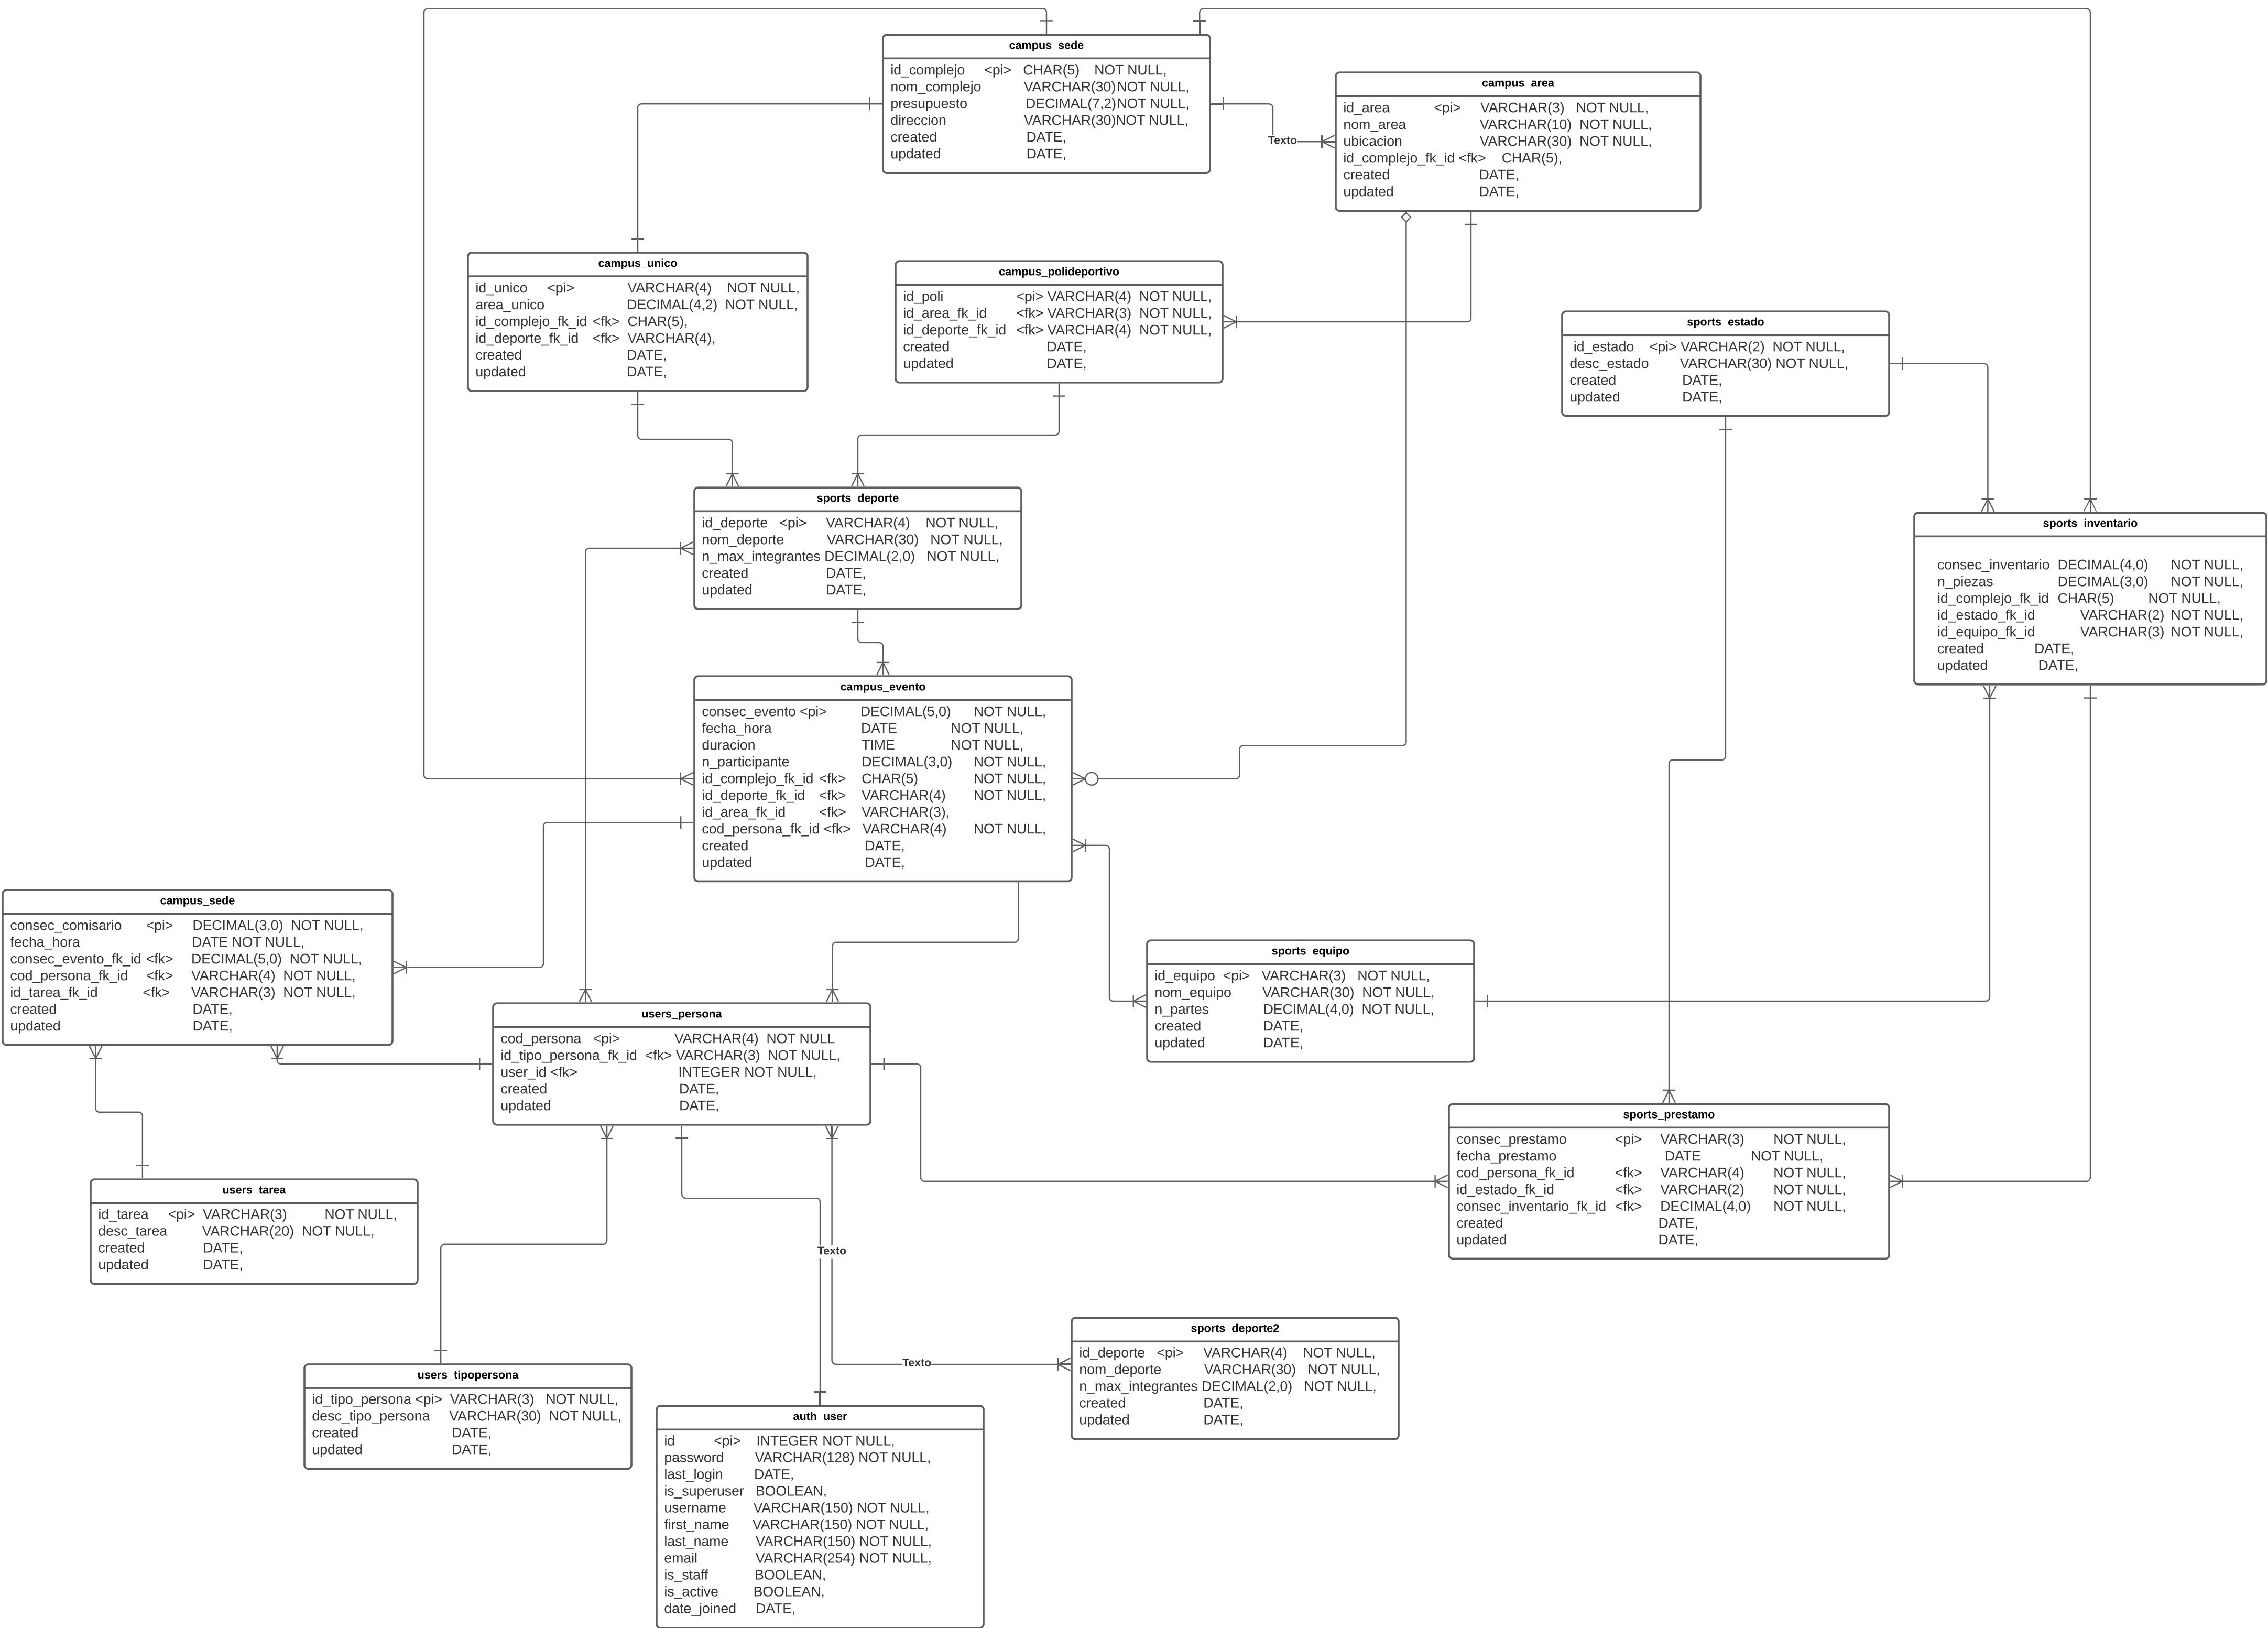 campus_sede
id_complejo <pi> CHAR(5) NOT NULL,
nom_complejo VARCHAR(30)NOT NULL,
presupuesto DECIMAL(7,2)NOT NULL,
direccion VARCHAR(30)NOT NULL,
created DATE,
updated DATE,
campus_area
id_area <pi> VARCHAR(3) NOT NULL,
nom_area VARCHAR(10) NOT NULL,
ubicacion VARCHAR(30) NOT NULL,
id_complejo_fk_id <fk> CHAR(5),
created DATE,
updated DATE,
Texto
campus_unico
id_unico <pi> VARCHAR(4) NOT NULL,
area_unico DECIMAL(4,2) NOT NULL,
id_complejo_fk_id <fk> CHAR(5),
id_deporte_fk_id <fk> VARCHAR(4),
created DATE,
updated DATE,
campus_polideportivo
id_poli <pi> VARCHAR(4) NOT NULL,
id_area_fk_id <fk> VARCHAR(3) NOT NULL,
id_deporte_fk_id <fk> VARCHAR(4) NOT NULL,
created DATE,
updated DATE,
sports_estado
id_estado <pi> VARCHAR(2) NOT NULL,
desc_estado VARCHAR(30) NOT NULL,
created DATE,
updated DATE,
sports_deporte
id_deporte <pi> VARCHAR(4) NOT NULL,
nom_deporte VARCHAR(30) NOT NULL,
n_max_integrantes DECIMAL(2,0) NOT NULL,
created DATE,
updated DATE,
sports_inventario
consec_inventario DECIMAL(4,0) NOT NULL,
n_piezas DECIMAL(3,0) NOT NULL,
id_complejo_fk_id CHAR(5) NOT NULL,
id_estado_fk_id VARCHAR(2) NOT NULL,
id_equipo_fk_id VARCHAR(3) NOT NULL,
created DATE,
updated DATE,
campus_evento
consec_evento <pi> DECIMAL(5,0) NOT NULL,
fecha_hora DATE NOT NULL,
duracion TIME NOT NULL,
n_participante DECIMAL(3,0) NOT NULL,
id_complejo_fk_id <fk> CHAR(5) NOT NULL,
id_deporte_fk_id <fk> VARCHAR(4) NOT NULL,
id_area_fk_id <fk> VARCHAR(3),
cod_persona_fk_id <fk> VARCHAR(4) NOT NULL,
created DATE,
updated DATE,
campus_sede
consec_comisario <pi> DECIMAL(3,0) NOT NULL,
fecha_hora DATE NOT NULL,
consec_evento_fk_id <fk> DECIMAL(5,0) NOT NULL,
cod_persona_fk_id <fk> VARCHAR(4) NOT NULL,
id_tarea_fk_id <fk> VARCHAR(3) NOT NULL,
created DATE,
updated DATE,
sports_equipo
id_equipo <pi> VARCHAR(3) NOT NULL,
nom_equipo VARCHAR(30) NOT NULL,
n_partes DECIMAL(4,0) NOT NULL,
created DATE,
updated DATE,
users_persona
cod_persona <pi> VARCHAR(4) NOT NULL
id_tipo_persona_fk_id <fk> VARCHAR(3) NOT NULL,
user_id <fk> INTEGER NOT NULL,
created DATE,
updated DATE,
sports_prestamo
consec_prestamo <pi> VARCHAR(3) NOT NULL,
fecha_prestamo DATE NOT NULL,
cod_persona_fk_id <fk> VARCHAR(4) NOT NULL,
id_estado_fk_id <fk> VARCHAR(2) NOT NULL,
consec_inventario_fk_id <fk> DECIMAL(4,0) NOT NULL,
created DATE,
updated DATE,
users_tarea
id_tarea <pi> VARCHAR(3) NOT NULL,
desc_tarea VARCHAR(20) NOT NULL,
created DATE,
updated DATE,
Texto
Texto
sports_deporte2
id_deporte <pi> VARCHAR(4) NOT NULL,
nom_deporte VARCHAR(30) NOT NULL,
n_max_integrantes DECIMAL(2,0) NOT NULL,
created DATE,
updated DATE,
users_tipopersona
id_tipo_persona <pi> VARCHAR(3) NOT NULL,
desc_tipo_persona VARCHAR(30) NOT NULL,
created DATE,
updated DATE,
auth_user
id <pi> INTEGER NOT NULL,
password VARCHAR(128) NOT NULL,
last_login DATE,
is_superuser BOOLEAN,
username VARCHAR(150) NOT NULL,
first_name VARCHAR(150) NOT NULL,
last_name VARCHAR(150) NOT NULL,
email VARCHAR(254) NOT NULL,
is_staff BOOLEAN,
is_active BOOLEAN,
date_joined DATE,